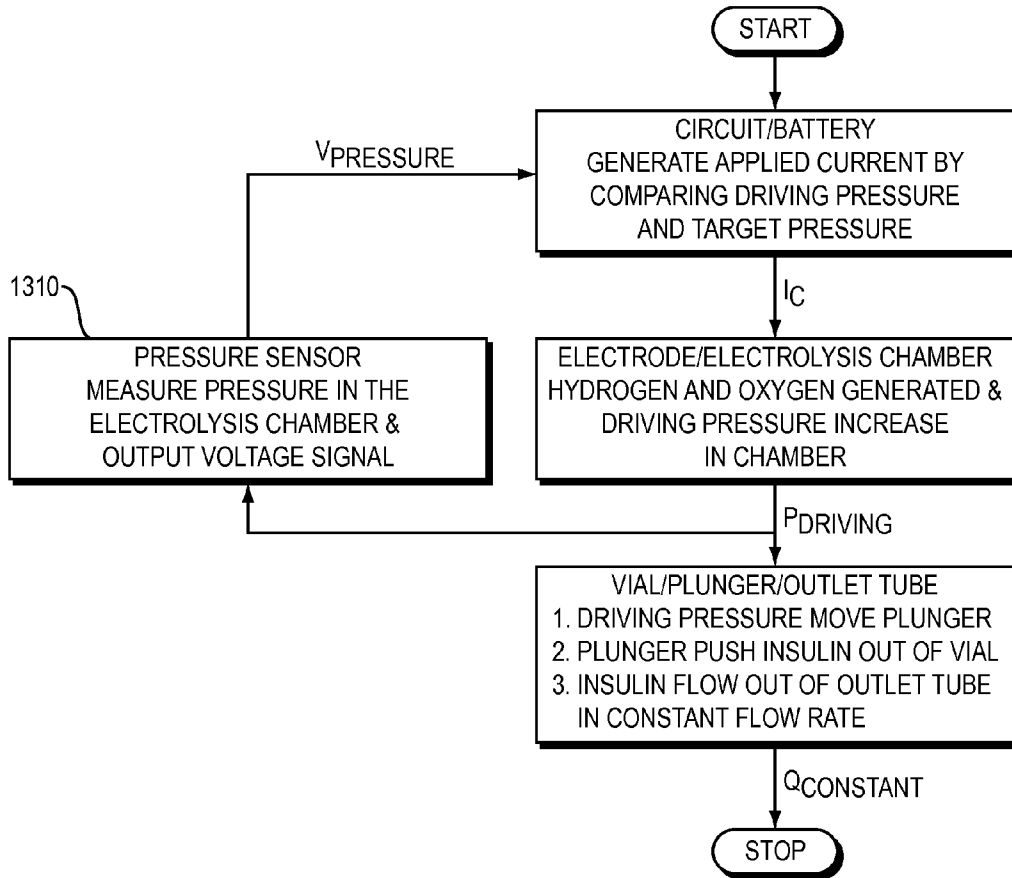 START
CIRCUIT/BATTERY
GENERATE APPLIED CURRENT BY
COMPARING DRIVING PRESSURE
AND TARGET PRESSURE
VPRESSURE
IC
1310
PRESSURE SENSOR
MEASURE PRESSURE IN THE
ELECTROLYSIS CHAMBER &
OUTPUT VOLTAGE SIGNAL
ELECTRODE/ELECTROLYSIS CHAMBER
HYDROGEN AND OXYGEN GENERATED &
DRIVING PRESSURE INCREASE
IN CHAMBER
PDRIVING
VIAL/PLUNGER/OUTLET TUBE
1. DRIVING PRESSURE MOVE PLUNGER
2. PLUNGER PUSH INSULIN OUT OF VIAL
3. INSULIN FLOW OUT OF OUTLET TUBE
IN CONSTANT FLOW RATE
QCONSTANT
STOP